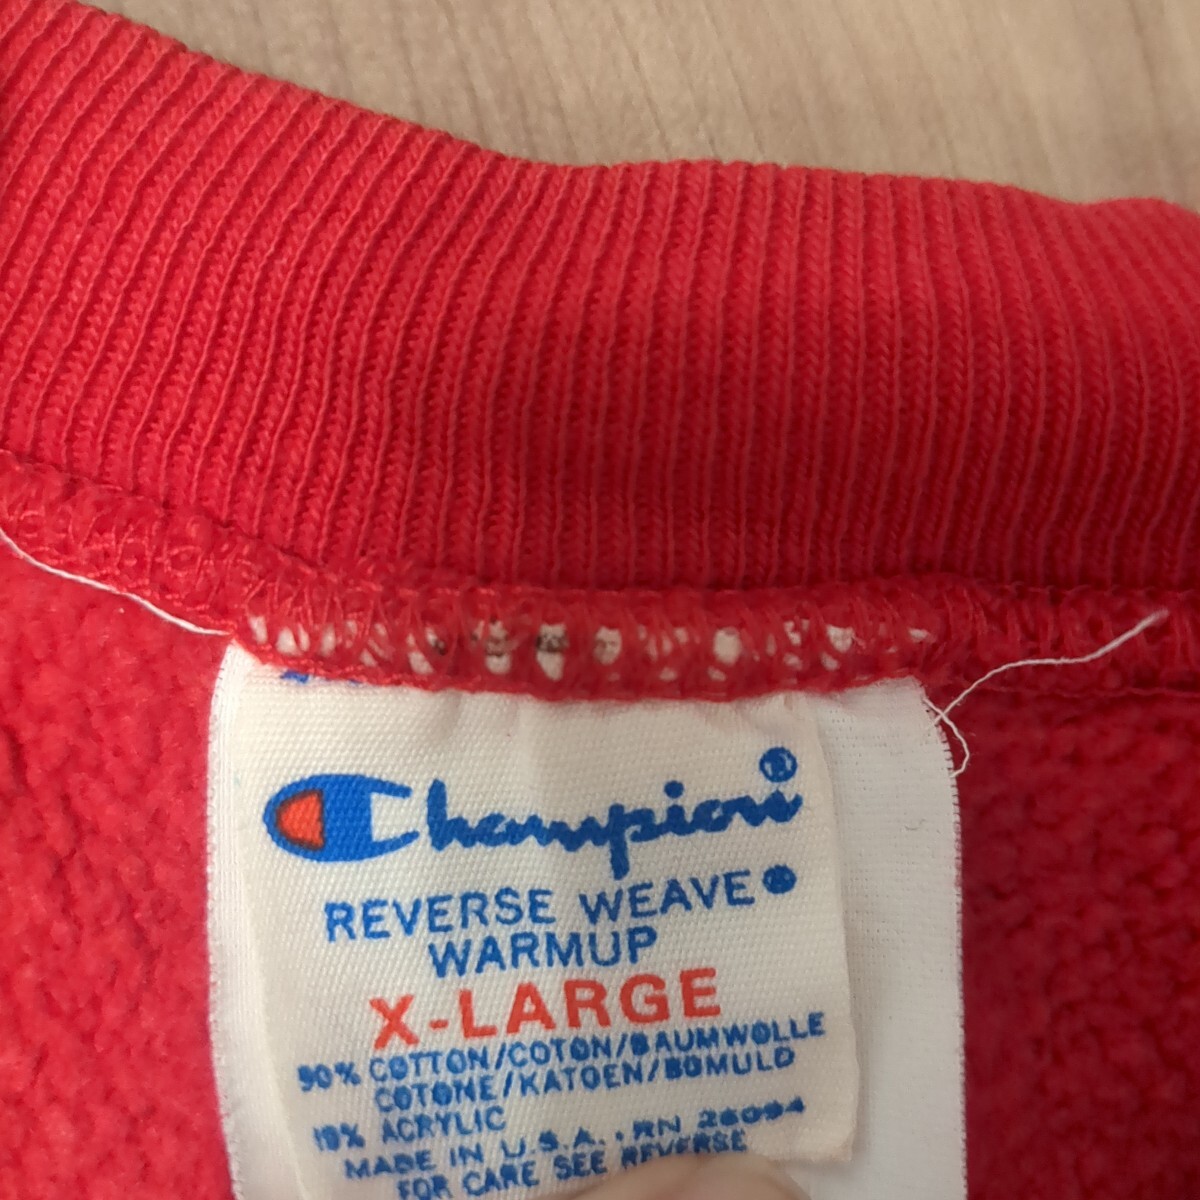 Champion®
REVERSE WEAVE®
WARMUP
X-LARGE
90% COTTON/COTON/BAUMWOLLE
COTONE/KATOEN/BOMULD
10% ACRYLIC
MADE IN U.S.A. · RN 26094
FOR CARE SEE REVERSE